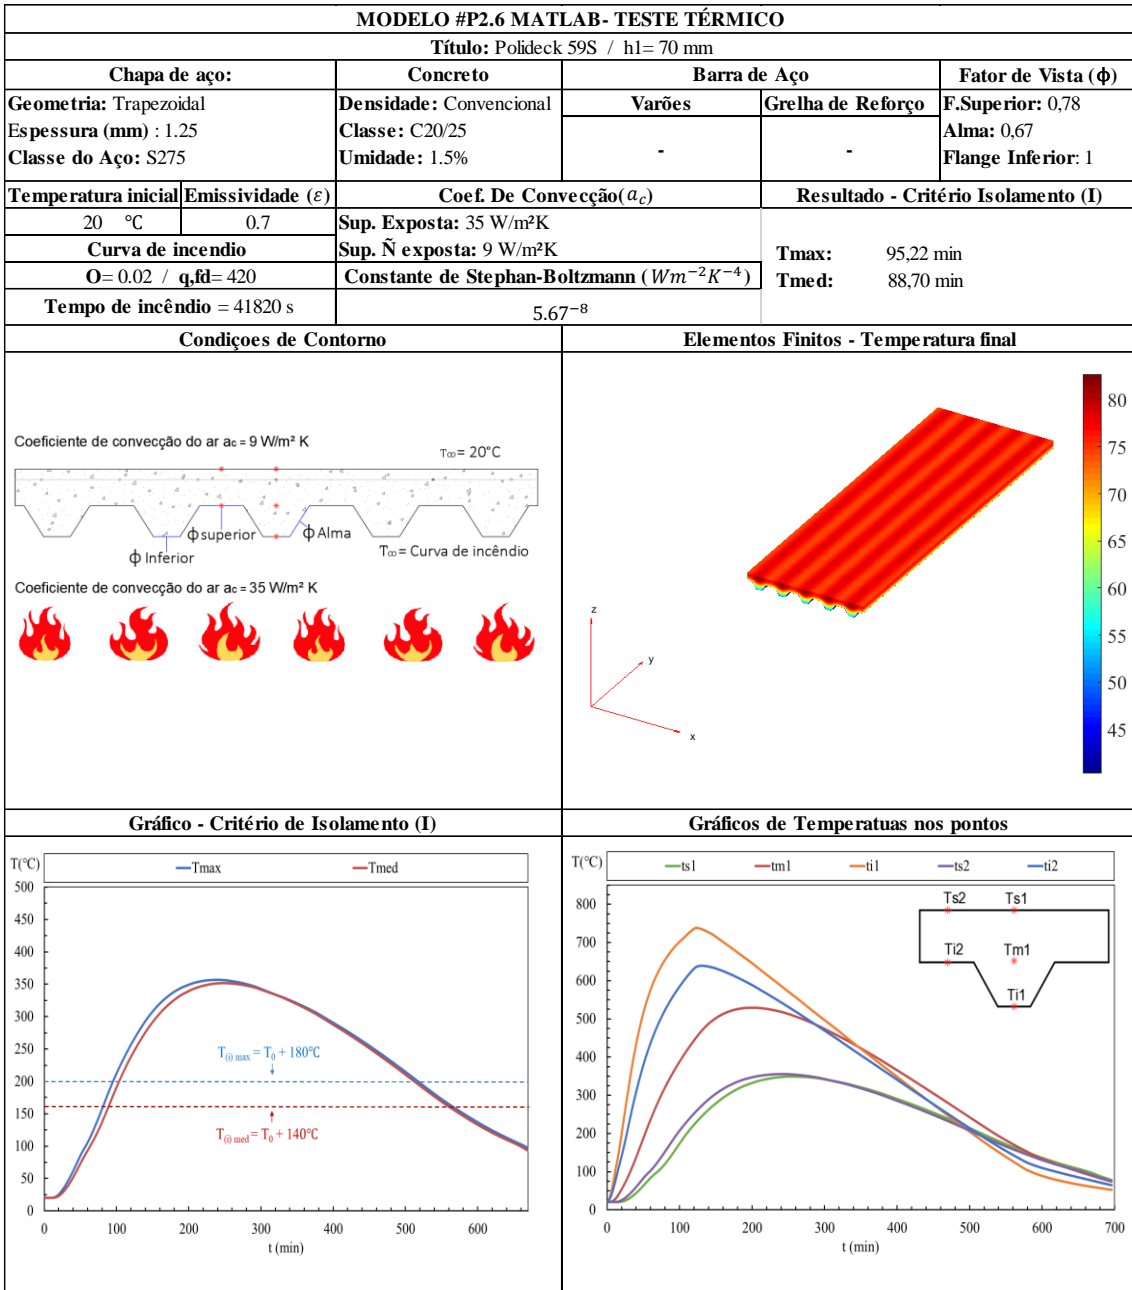 MODELO #P2.6 MATLAB- TESTE TÉRMICO
Título: Polideck 59S / h1= 70 mm
Chapa de aço:
Concreto
Barra de Aço
Fator de Vista (ϕ)
Geometria: Trapezoidal
Espessura (mm) : 1.25
Classe do Aço: S275
Densidade: Convencional
Classe: C20/25
Umidade: 1.5%
Varões
Grelha de Reforço
-
-
F.Superior: 0,78
Alma: 0,67
Flange Inferior: 1
Temperatura inicial
Emissividade (ε)
Coef. De Convecção(a_c)
Resultado - Critério Isolamento (I)
20 °C
0.7
Sup. Exposta: 35 W/m²K
Sup. Ñ exposta: 9 W/m²K
Curva de incendio
O= 0.02 / q,fd= 420
Constante de Stephan-Boltzmann (Wm⁻²K⁻⁴)
Tempo de incêndio = 41820 s
5.67⁻⁸
Tmax: 95,22 min
Tmed: 88,70 min
Condiçoes de Contorno
Elementos Finitos - Temperatura final
Coeficiente de convecção do ar ac = 9 W/m² K
T∞= 20°C
ϕ superior
ϕ Alma
ϕ Inferior
T∞= Curva de incêndio
Coeficiente de convecção do ar ac = 35 W/m² K
z
y
x
80
75
70
65
60
55
50
45
Gráfico - Critério de Isolamento (I)
Gráficos de Temperatuas nos pontos
T(°C)
Tmax
Tmed
500
450
400
350
300
250
200
150
100
50
0
T(i) max = T0 + 180°C
T(i) med = T0 + 140°C
0 100 200 300 400 500 600
t (min)
T(°C)
ts1
tm1
ti1
ts2
ti2
800
700
600
500
400
300
200
100
0
Ts2
Ts1
Ti2
Tm1
Ti1
0 100 200 300 400 500 600 700
t (min)